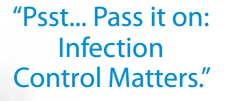 “Psst... Pass it on:
Infection
Control Matters.”